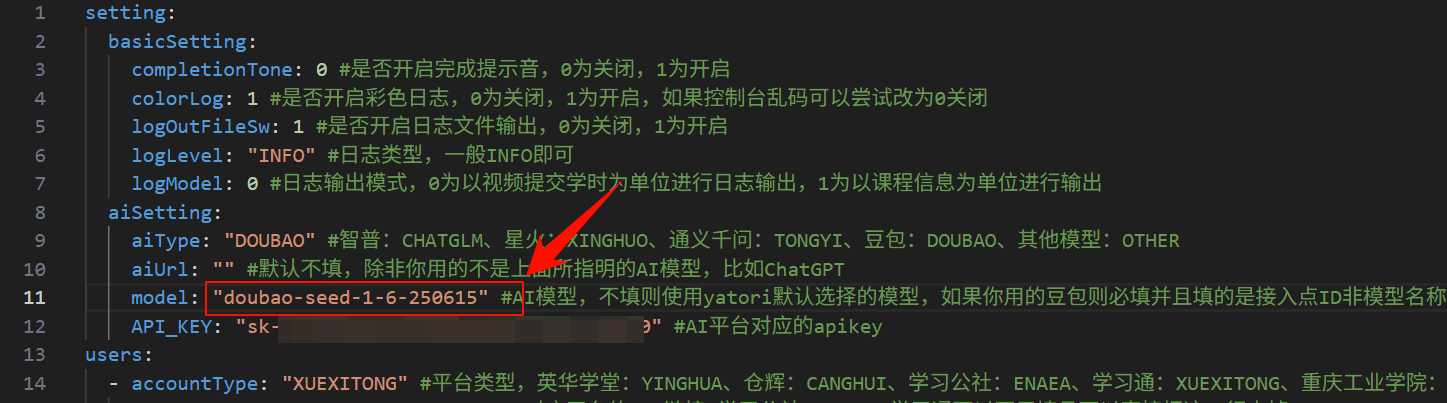 1 setting:
2 basicSetting:
3 completionTone: 0 #是否开启完成提示音，0为关闭，1为开启
4 colorLog: 1 #是否开启彩色日志，0为关闭，1为开启，如果控制台乱码可以尝试改为0关闭
5 logOutFileSw: 1 #是否开启日志文件输出，0为关闭，1为开启
6 logLevel: "INFO" #日志类型，一般INFO即可
7 logModel: 0 #日志输出模式，0为以视频提交学时为单位进行日志输出，1为以课程信息为单位进行输出
8 aiSetting:
9 aiType: "DOUBAO" #智普：CHATGLM、星火：XINGHUO、通义千问：TONGYI、豆包：DOUBAO、其他模型：OTHER
10 aiUrl: "" #默认不填，除非你用的不是上面所指明的AI模型，比如ChatGPT
11 model: "doubao-seed-1-6-250615" #AI模型，不填则使用yatori默认选择的模型，如果你用的豆包则必填并且填的是接入点ID非模型名称
12 API_KEY: "sk- 0" #AI平台对应的apikey
13 users:
14 - accountType: "XUEXITONG" #平台类型，英华学堂：YINGHUA、仓辉：CANGHUI、学习公社：ENAEA、学习通：XUEXITONG、重庆工业学院：